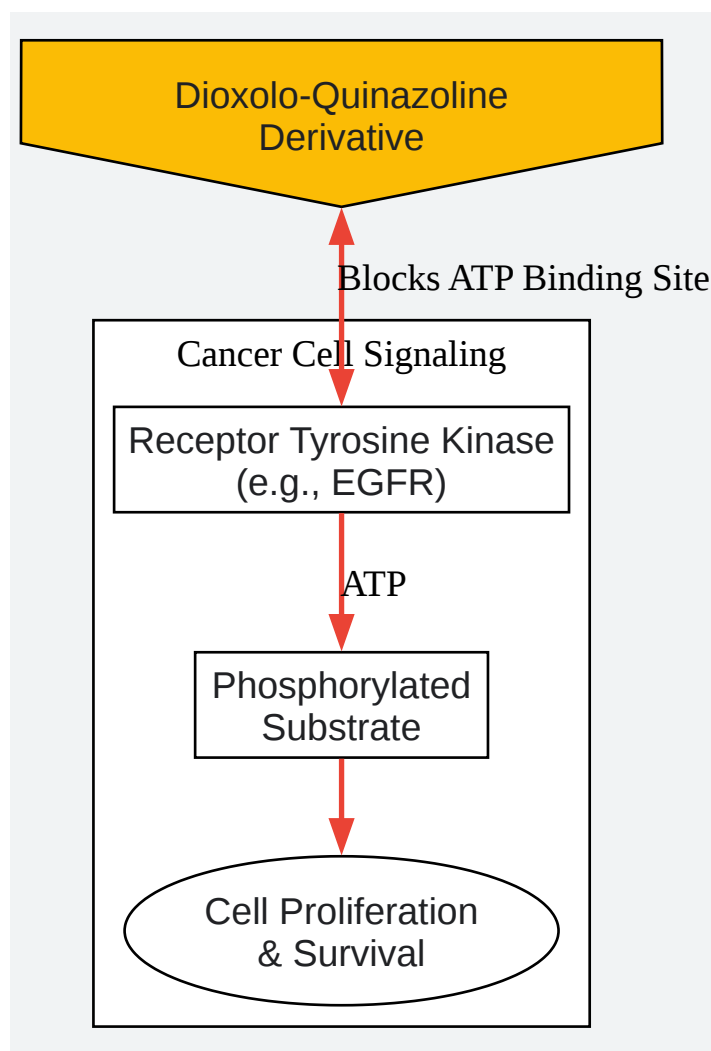 Dioxolo-Quinazoline
Derivative
Blocks ATP Binding Site
Cancer Cell Signaling
Receptor Tyrosine Kinase
(e.g., EGFR)
ATP
Phosphorylated
Substrate
Cell Proliferation
& Survival